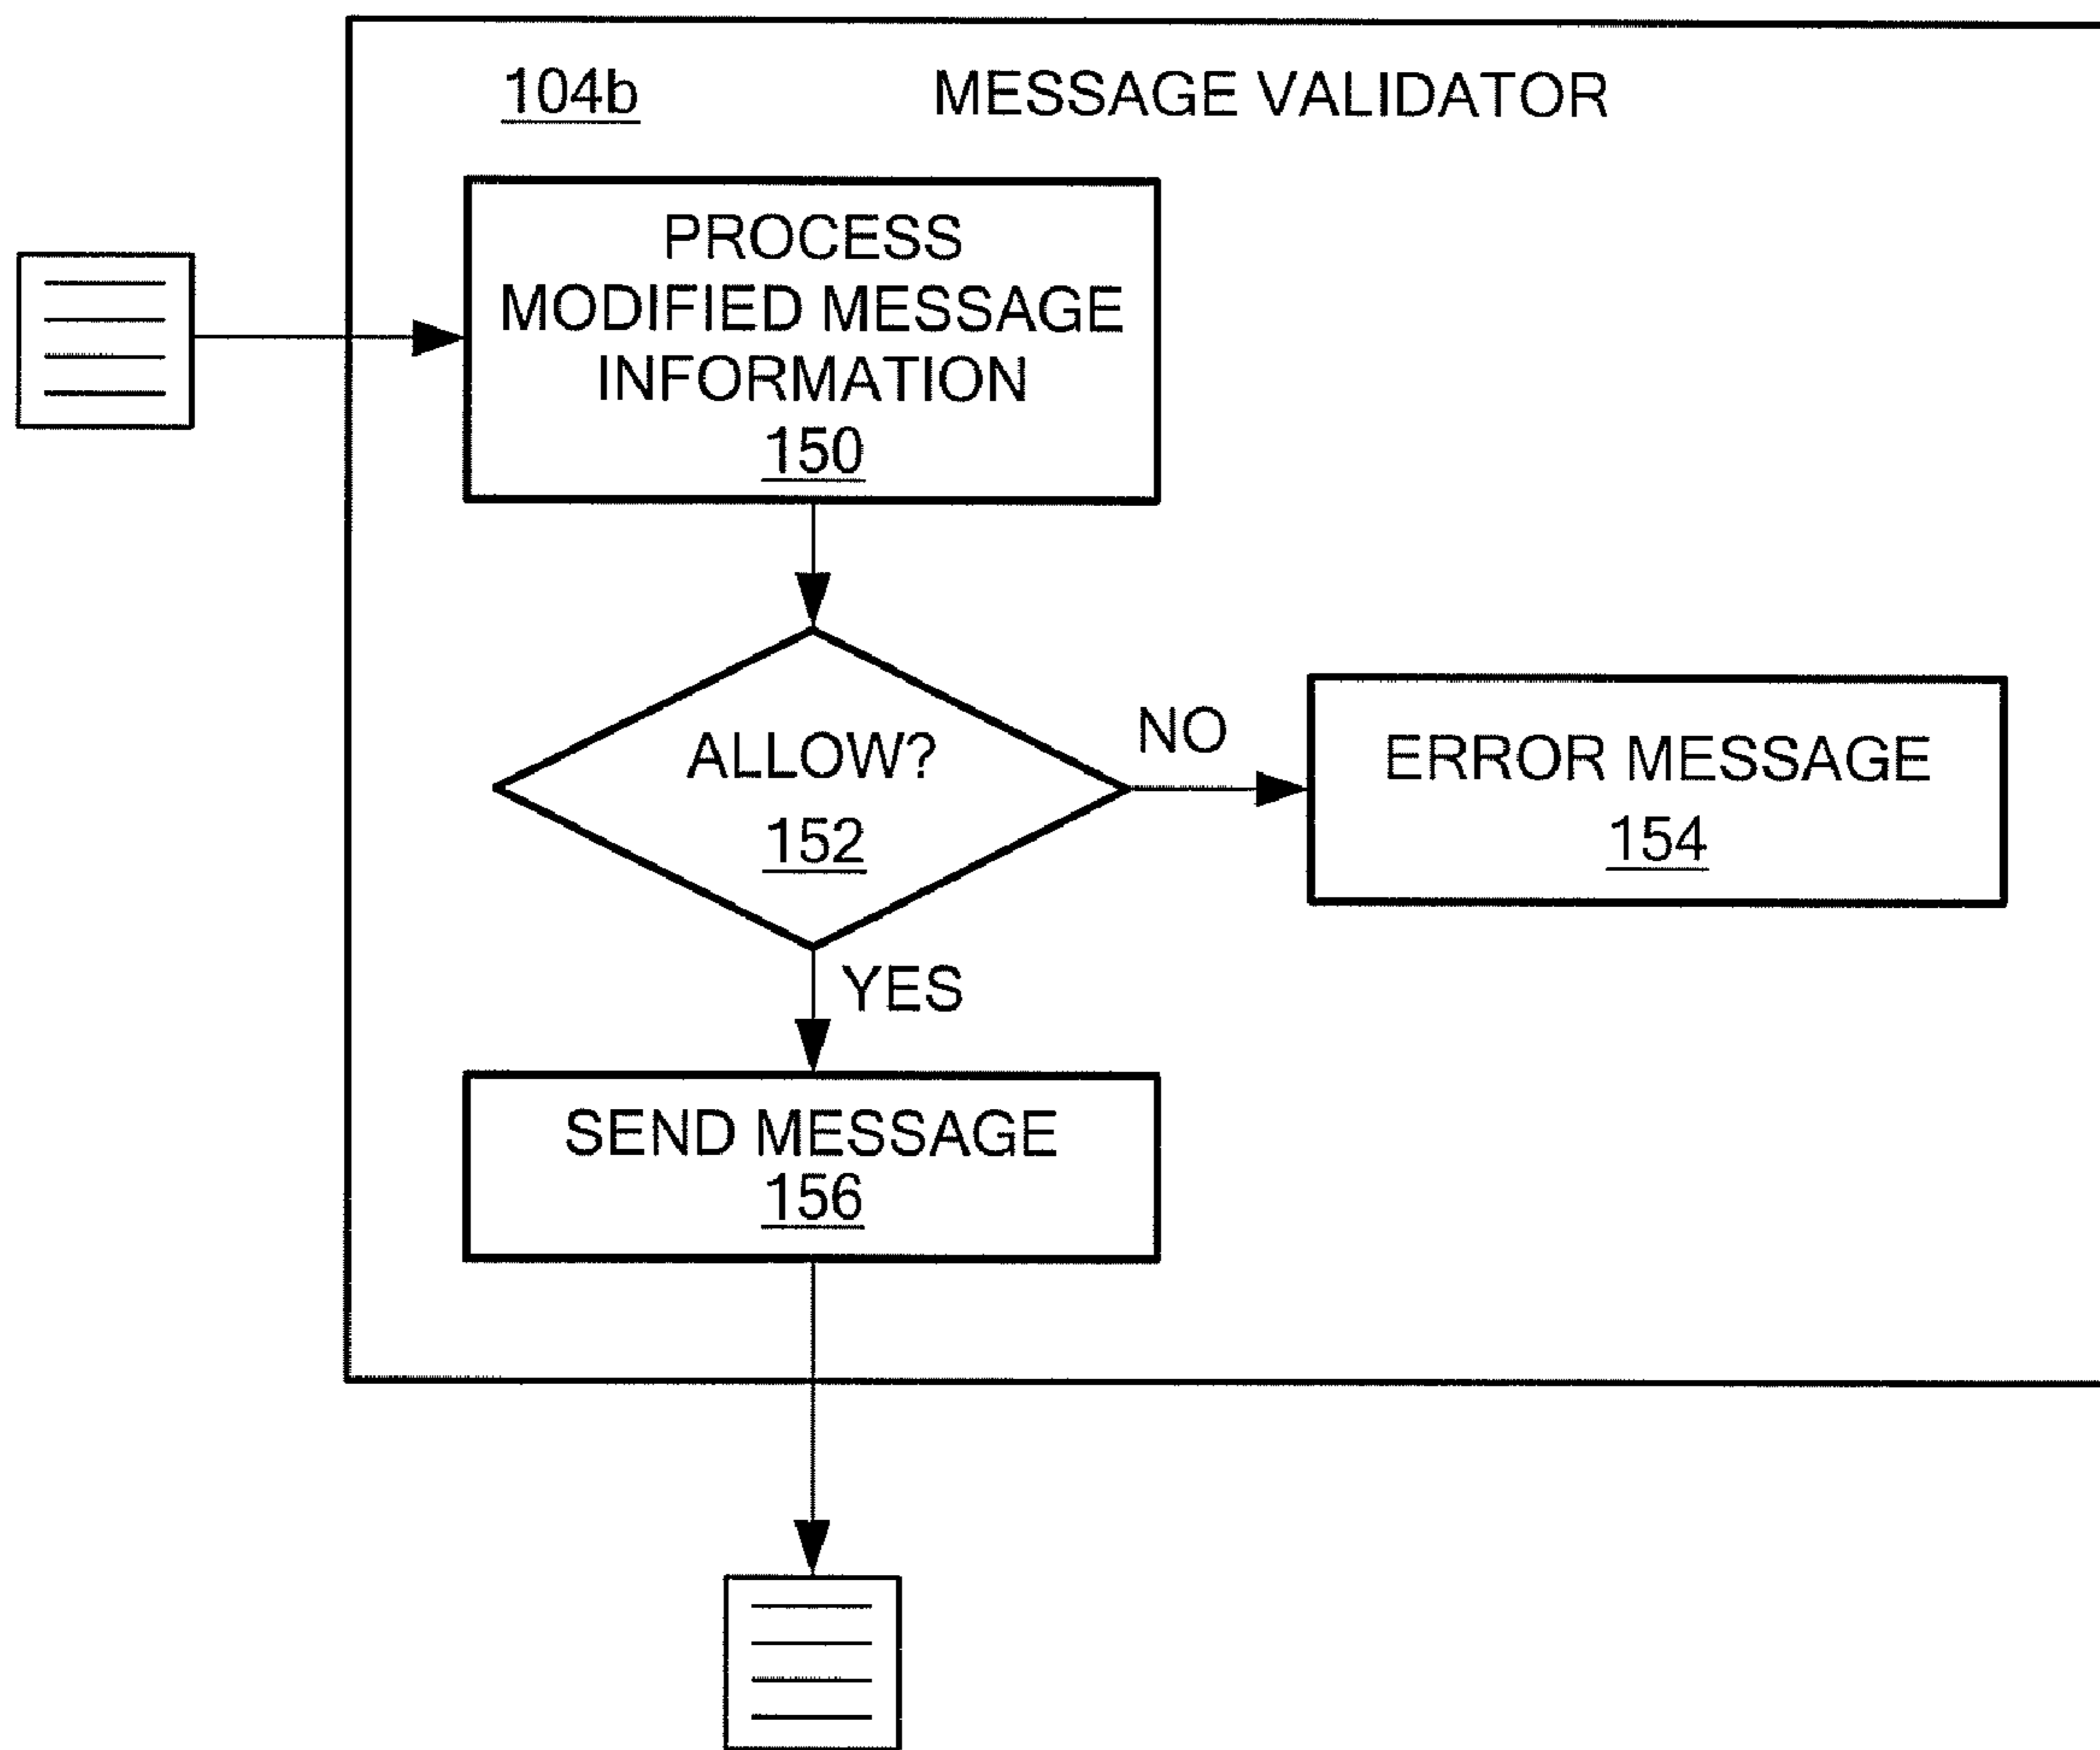 104b
MESSAGE VALIDATOR
PROCESS
MODIFIED MESSAGE
INFORMATION
150
ALLOW?
152
NO
ERROR MESSAGE
154
YES
SEND MESSAGE
156